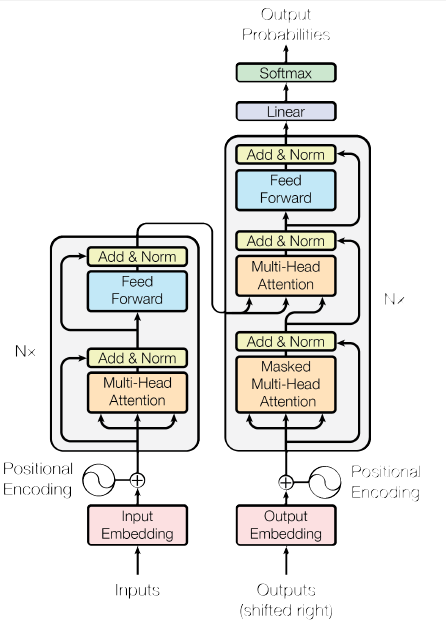 Output
Probabilities
Softmax
Linear
Add & Norm
Feed
Forward
Add & Norm
Multi-Head
Attention
Add & Norm
Masked
Multi-Head
Attention
N×
Positional
Encoding
Output
Embedding
Outputs
(shifted right)
Add & Norm
Feed
Forward
Add & Norm
Multi-Head
Attention
N×
Positional
Encoding
Input
Embedding
Inputs